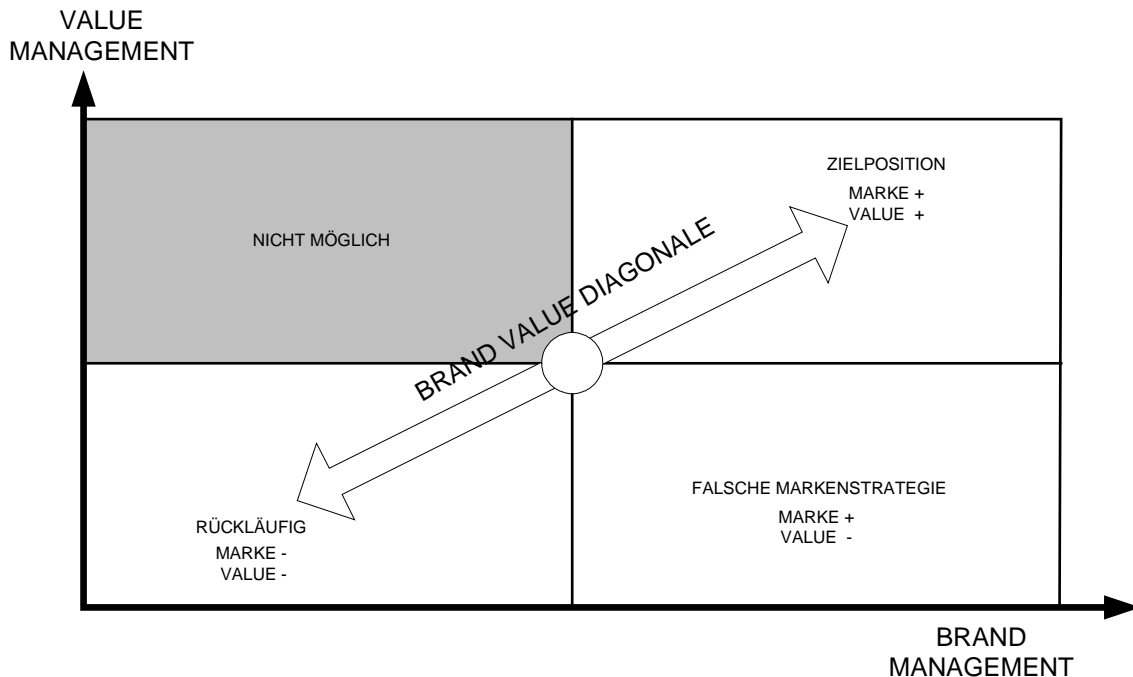 VALUE
MANAGEMENT
ZIELPOSITION
MARKE +
VALUE +
NICHT MÖGLICH
BRAND VALUE DIAGONALE
FALSCHE MARKENSTRATEGIE
MARKE +
VALUE -
RÜCKLÄUFIG
MARKE -
VALUE -
BRAND
MANAGEMENT